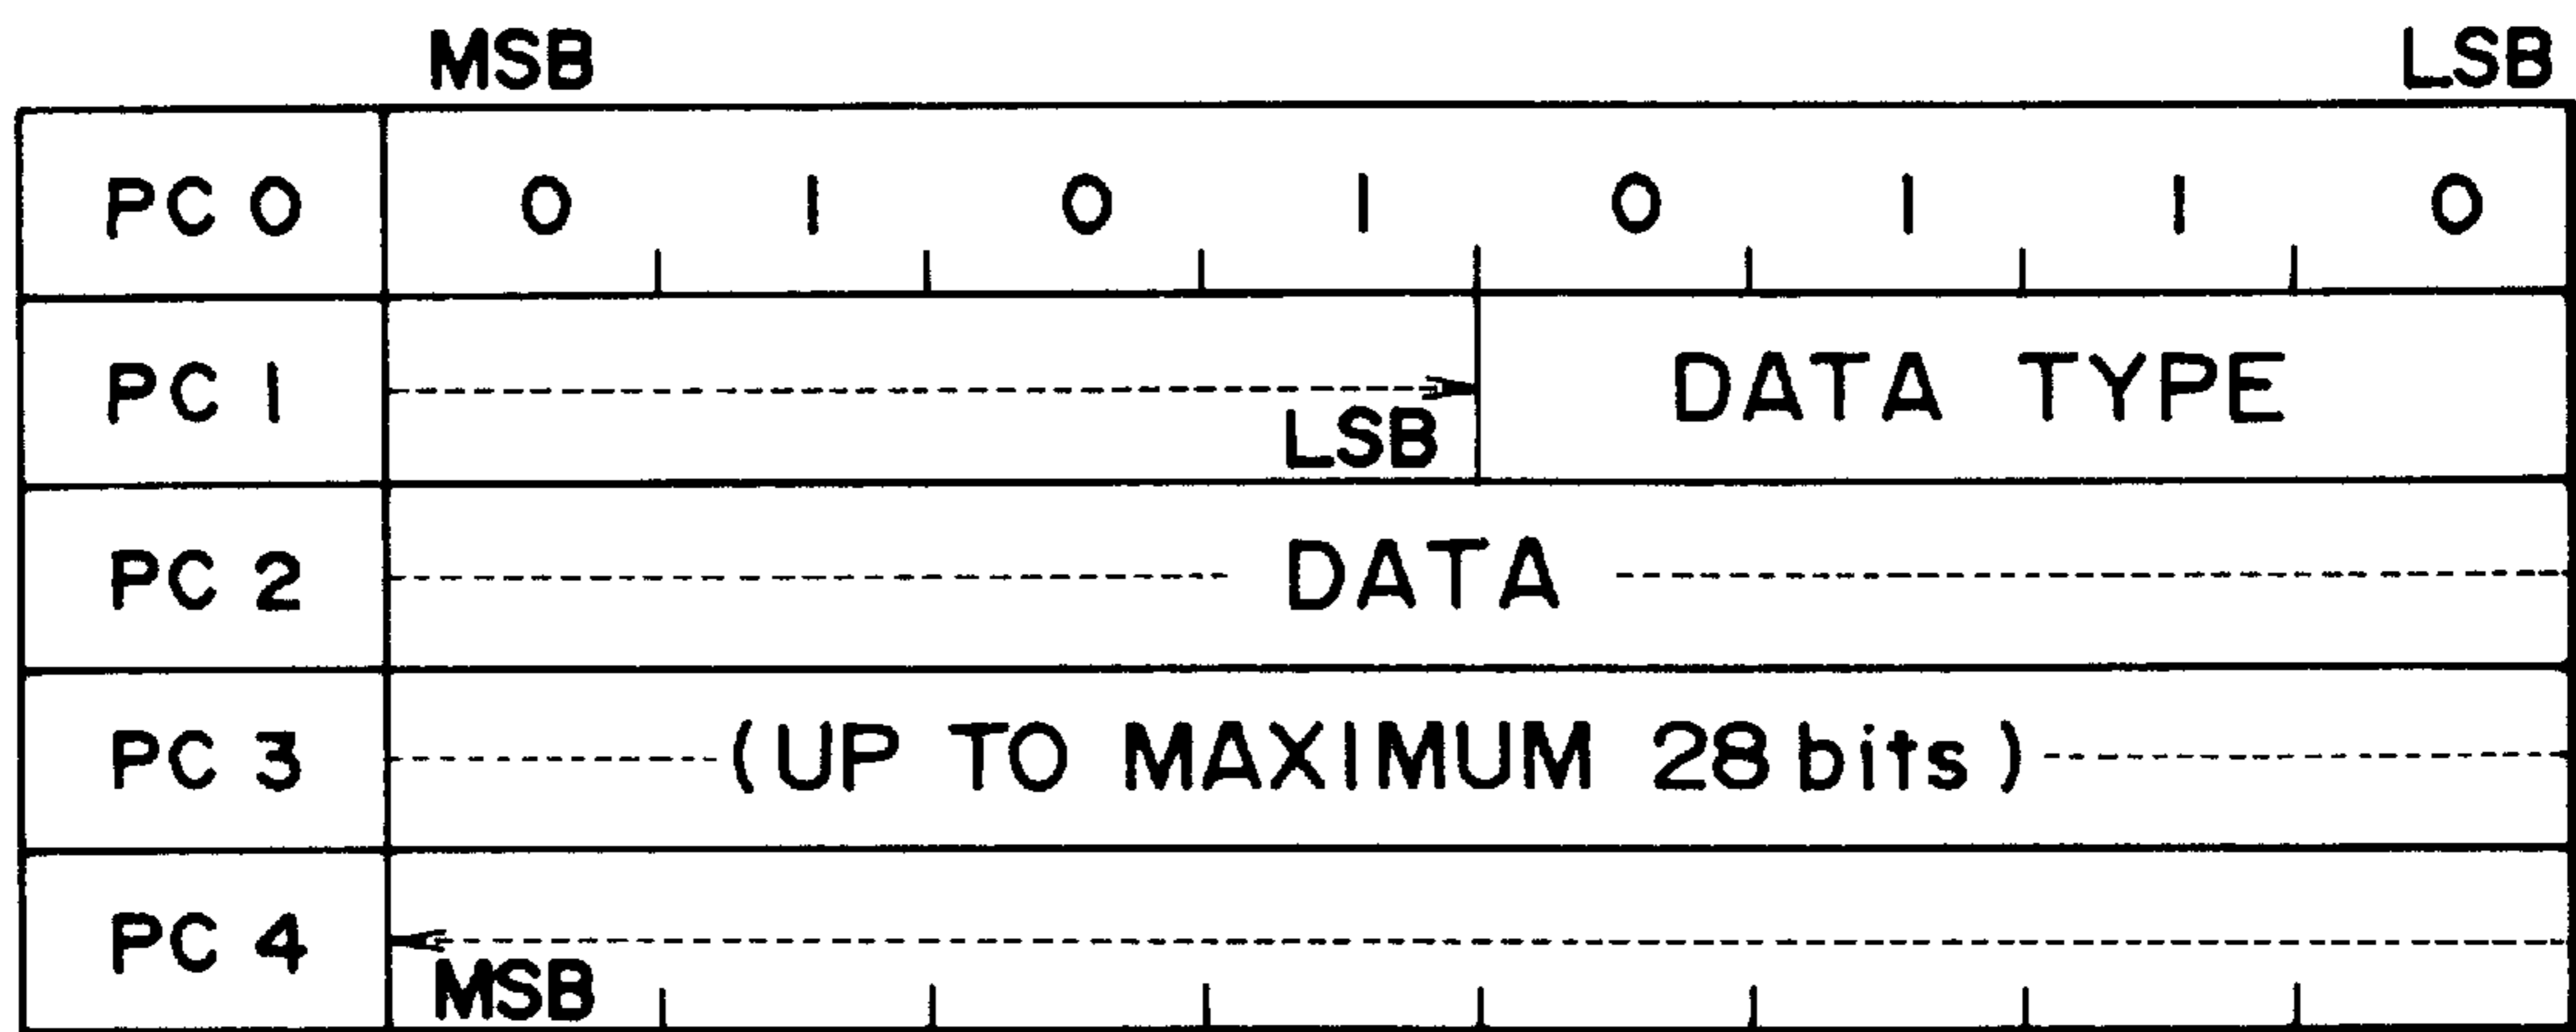 MSB LSB
PC 0 0 1 0 1 0 1 1 0
PC 1 DATA TYPE
LSB
PC 2 DATA
PC 3 (UP TO MAXIMUM 28 bits)
PC 4
MSB